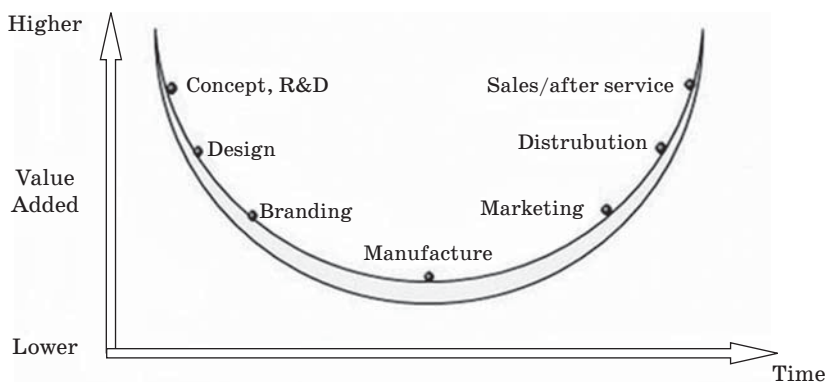 Higher
Concept, R&D
Sales/after service
Design
Distrubution
Value
Added
Branding
Marketing
Manufacture
Lower
Time